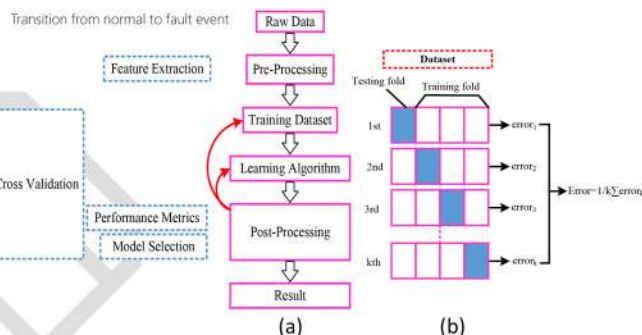 Transition from normal to fault event
Raw Data
Feature Extraction
Pre-Processing
Training Dataset
Cross Validation
Learning Algorithm
Performance Metrics
Model Selection
Post-Processing
Result
(a)
Dataset
Testing fold
Training fold
1st
error₁
2nd
error₂
3rd
error₃
Error=1/k∑error
kth
errorₖ
(b)